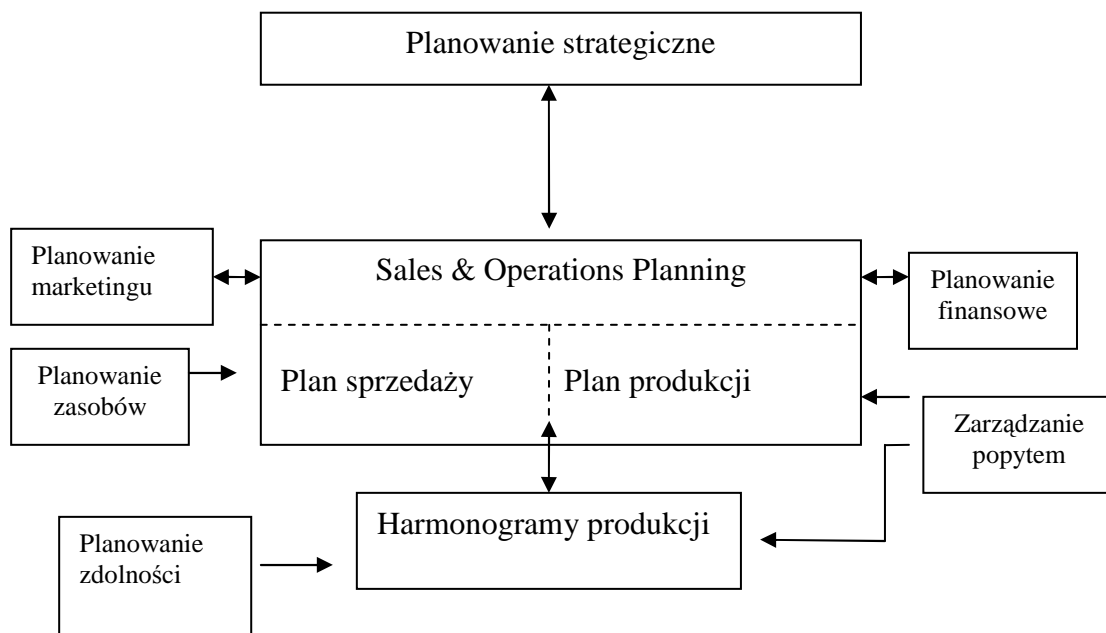 Planowanie strategiczne
Planowanie
marketingu
Sales & Operations Planning
Planowanie
finansowe
Planowanie
zasobów
Plan sprzedaży
Plan produkcji
Zarządzanie
popytem
Harmonogramy produkcji
Planowanie
zdolności